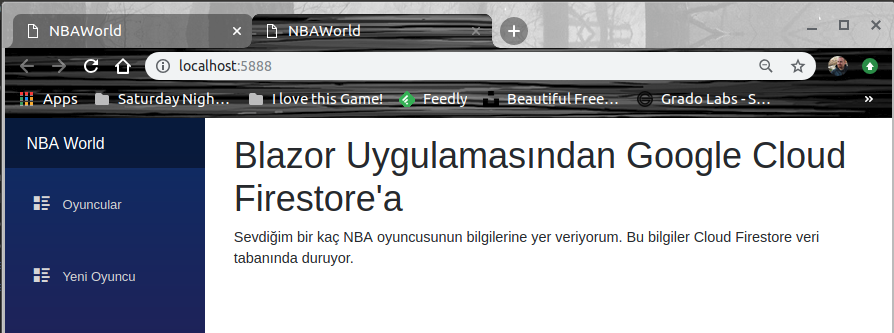 NBAWorld
NBAWorld
localhost:5888
Apps Saturday Nigh… I love this Game! Feedly Beautiful Free… Grado Labs - S… »
NBA World
Oyuncular
Yeni Oyuncu
Blazor Uygulamasından Google Cloud
Firestore'a
Sevdiğim bir kaç NBA oyuncusunun bilgilerine yer veriyorum. Bu bilgiler Cloud Firestore veri
tabanında duruyor.